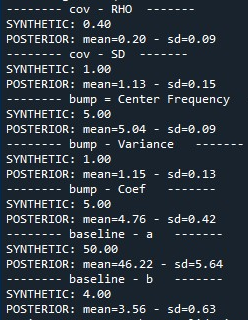 -------- cov - RHO  -------
SYNTHETIC: 0.40
POSTERIOR: mean=0.20 - sd=0.09
-------- cov - SD  -------
SYNTHETIC: 1.00
POSTERIOR: mean=1.13 - sd=0.15
-------- bump = Center Frequency
SYNTHETIC: 5.00
POSTERIOR: mean=5.04 - sd=0.09
-------- bump - Variance   -------
SYNTHETIC: 1.00
POSTERIOR: mean=1.15 - sd=0.13
-------- bump - Coef   -------
SYNTHETIC: 5.00
POSTERIOR: mean=4.76 - sd=0.42
-------- baseline - a   -------
SYNTHETIC: 50.00
POSTERIOR: mean=46.22 - sd=5.64
-------- baseline - b   -------
SYNTHETIC: 4.00
POSTERIOR: mean=3.56 - sd=0.63